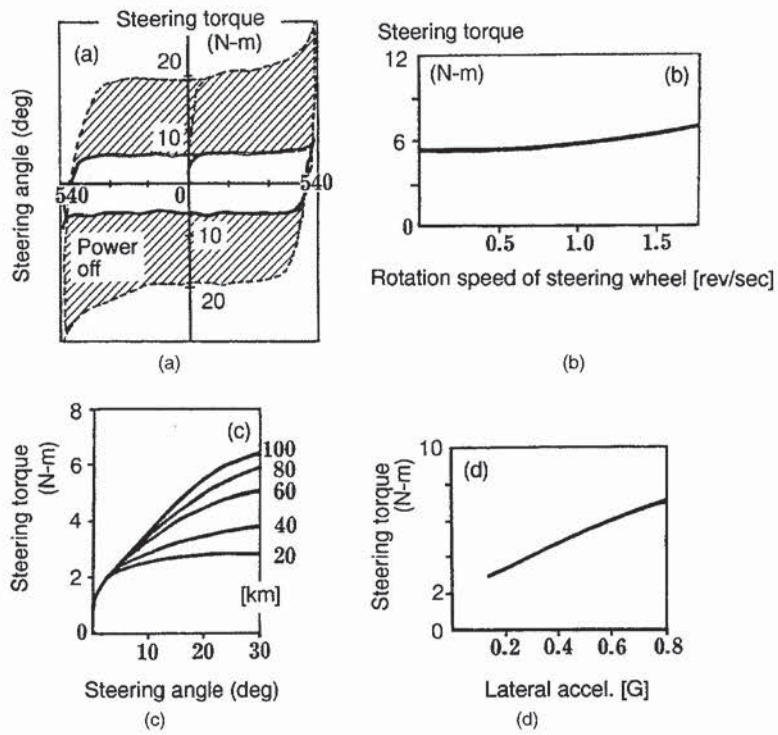 Steering torque
(N-m)
(a)
20
10
540
0
540
Power
off
10
20
Steering angle (deg)
(a)
Steering torque
12
(N-m)
(b)
6
0
0.5
1.0
1.5
Rotation speed of steering wheel [rev/sec]
(b)
8
(c)
100
6
80
60
4
40
2
20
[km]
0
10
20
30
Steering torque
(N-m)
Steering angle (deg)
(c)
10
(d)
2
0
0.2
0.4
0.6
0.8
Steering torque
(N-m)
Lateral accel. [G]
(d)